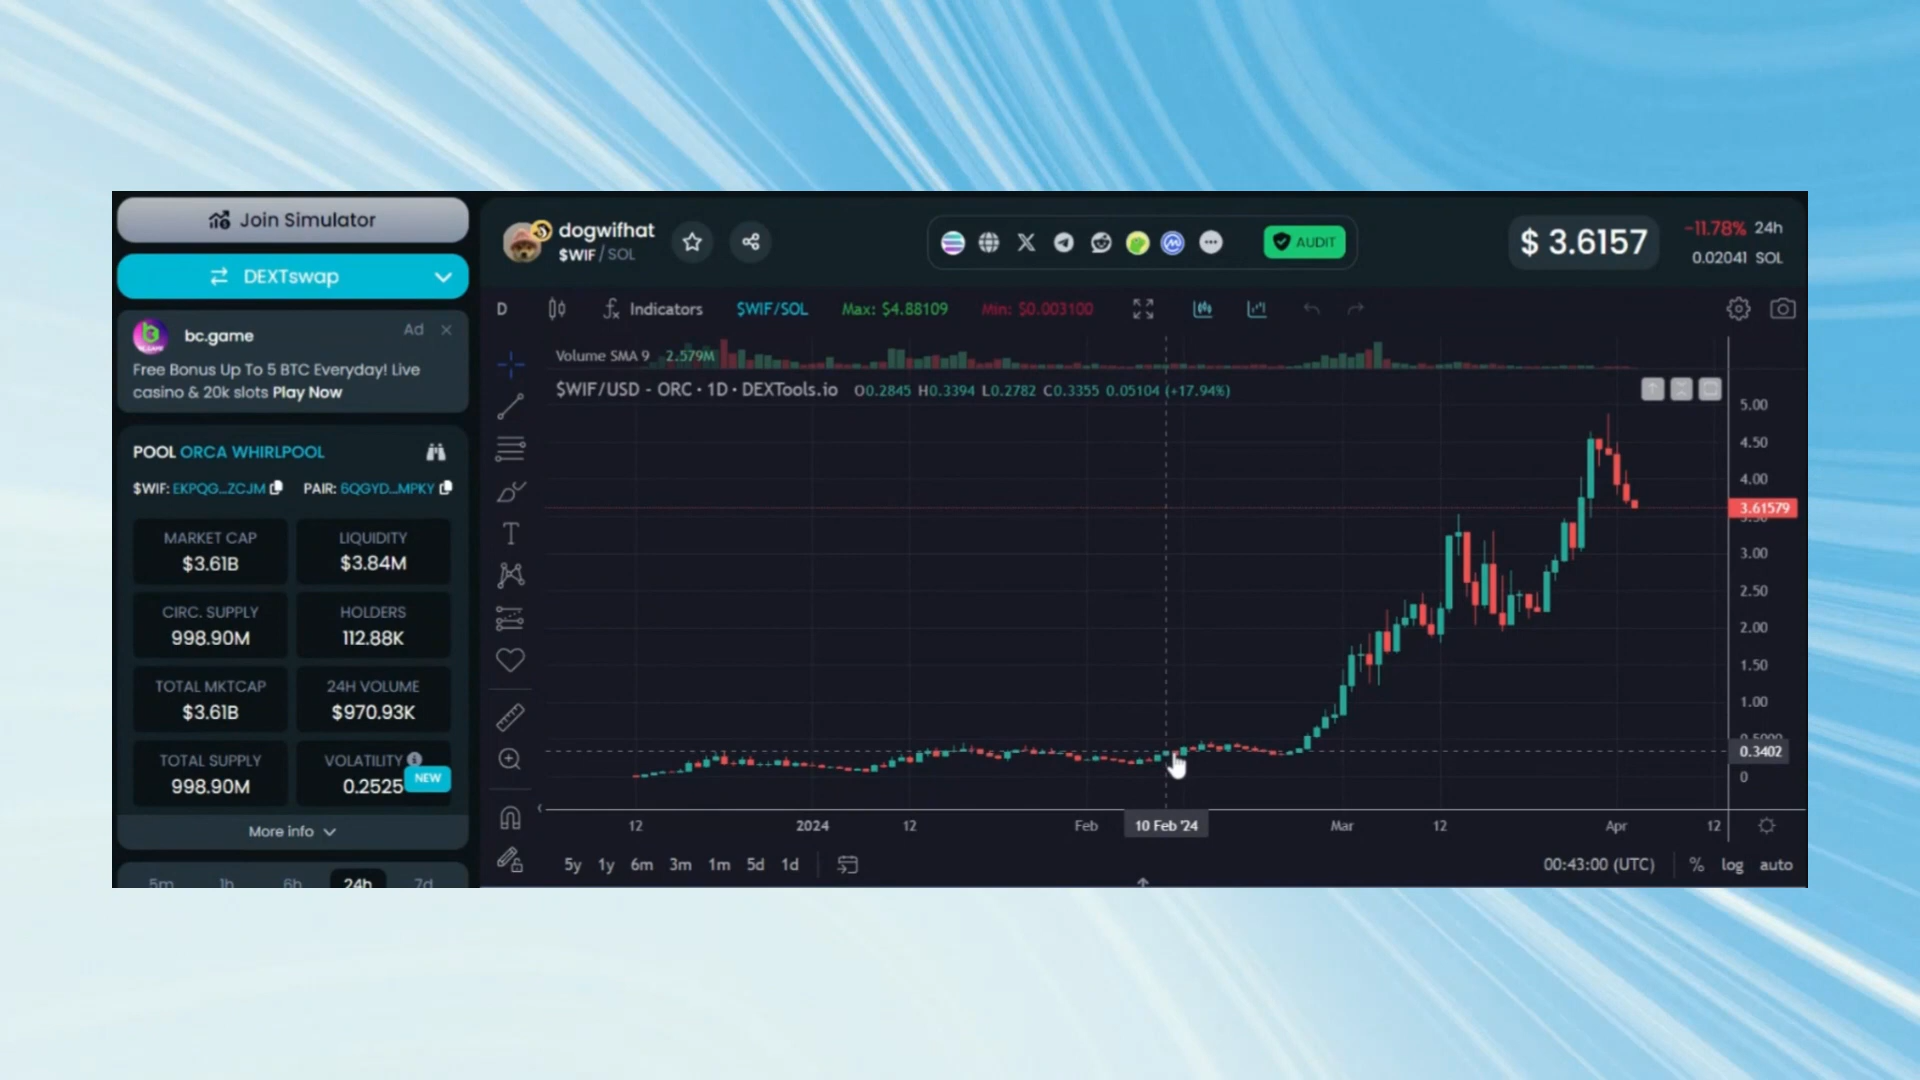 Join Simulator
DEXTswap
bc.game
Ad
Free Bonus Up To 5 BTC Everyday! Live
casino & 20k slots Play Now
POOL ORCA WHIRLPOOL
$WIF: EKPQG...ZCJM PAIR: 6QGYD...MPKY
MARKET CAP
$3.61B
LIQUIDITY
$3.84M
CIRC. SUPPLY
998.90M
HOLDERS
112.88K
TOTAL MKTCAP
$3.61B
24H VOLUME
$970.93K
TOTAL SUPPLY
998.90M
VOLATILITY
0.2525
NEW
More info
5m 1h 6h 24h 7d
dogwifhat
$WIF / SOL
AUDIT
$ 3.6157
-11.78% 24h
0.02041 SOL
D Indicators $WIF/SOL Max: $4.88109 Min: $0.003100
Volume SMA 9 2.579M
$WIF/USD - ORC · 1D · DEXTools.io O0.2845 H0.3394 L0.2782 C0.3355 0.05104 (+17.94%)
5.00
4.50
4.00
3.61579
3.00
2.50
2.00
1.50
1.00
0.3402
0
12 2024 12 Feb 10 Feb '24 Mar 12 Apr 12
5y 1y 6m 3m 1m 5d 1d
00:43:00 (UTC) % log auto